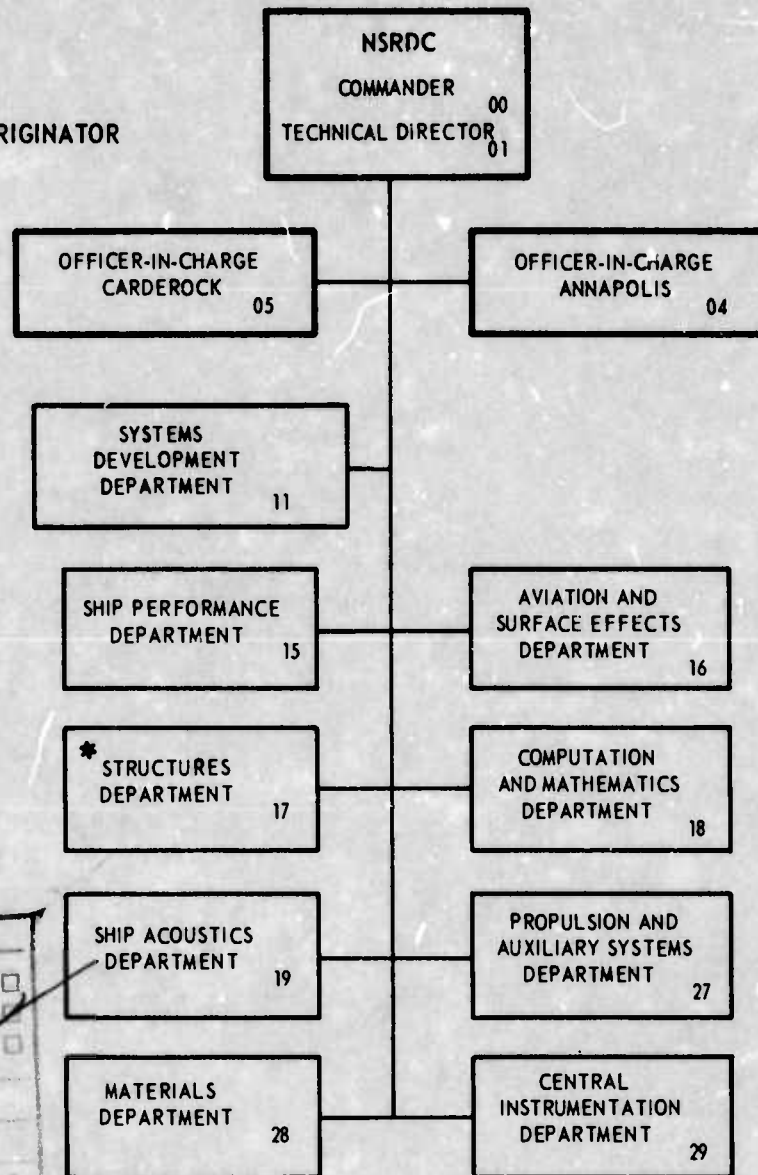 NSRDC
COMMANDER
00
TECHNICAL DIRECTOR
01
RIGINATOR
OFFICER-IN-CHARGE
CARDEROCK
05
OFFICER-IN-CHARGE
ANNAPOLIS
04
SYSTEMS
DEVELOPMENT
DEPARTMENT
11
SHIP PERFORMANCE
DEPARTMENT
15
AVIATION AND
SURFACE EFFECTS
DEPARTMENT
16
*
STRUCTURES
DEPARTMENT
17
COMPUTATION
AND MATHEMATICS
DEPARTMENT
18
SHIP ACOUSTICS
DEPARTMENT
19
PROPULSION AND
AUXILIARY SYSTEMS
DEPARTMENT
27
MATERIALS
DEPARTMENT
28
CENTRAL
INSTRUMENTATION
DEPARTMENT
29